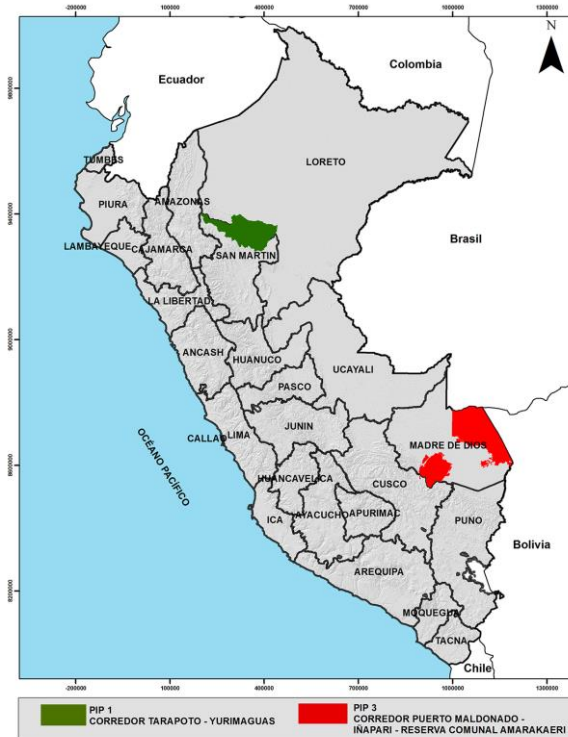 -200000 100000 400000 700000 1000000 1300000
N
Colombia
Ecuador
LORETO
TUMBES
AMAZONAS
PIURA
Brasil
LAMBAYEQUE
CAJAMARCA
SAN MARTIN
LA LIBERTAD
ANCASH
HUANUCO
UCAYALI
PASCO
JUNIN
CALLAO
LIMA
MADRE DE DIOS
OCÉANO PACÍFICO
HUANCAVELICA
CUSCO
ICA
AYACUCHO
APURIMAC
PUNO
Bolivia
AREQUIPA
MOQUEGUA
TACNA
Chile
-200000 100000 400000 700000 1000000 1300000
PIP 1
CORREDOR TARAPOTO - YURIMAGUAS
PIP 3
CORREDOR PUERTO MALDONADO -
IÑAPARI - RESERVA COMUNAL AMARAKAERI